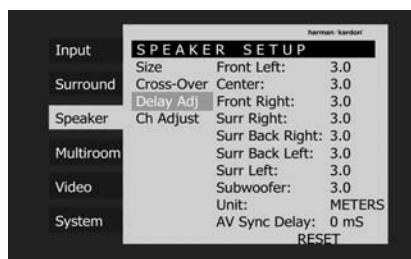 harman/kardon
Input
Surround
Speaker
Multiroom
Video
System
SPEAKER SETUP
Size
Cross-Over
Delay Adj
Ch Adjust
Front Left: 3.0
Center: 3.0
Front Right: 3.0
Surr Right: 3.0
Surr Back Right: 3.0
Surr Back Left: 3.0
Surr Left: 3.0
Subwoofer: 3.0
Unit: METERS
AV Sync Delay: 0 mS
RESET